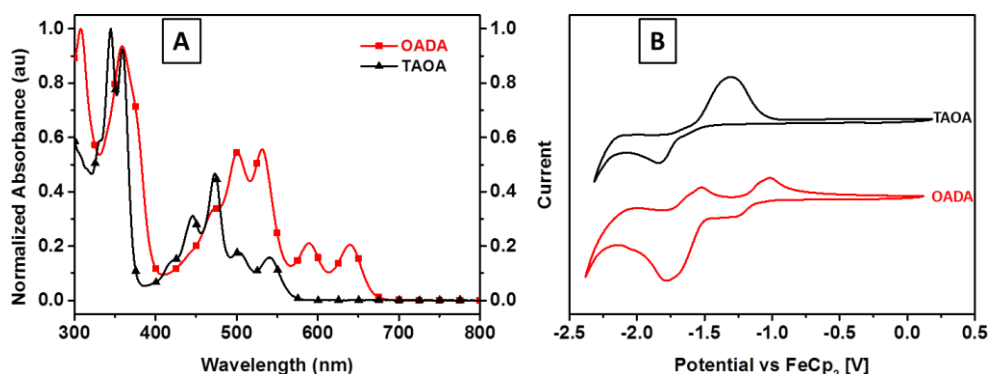 A
OADA
TAOA
Normalized Absorbance (au)
1.0
0.8
0.6
0.4
0.2
0.0
1.0
0.8
0.6
0.4
0.2
0.0
300 400 500 600 700 800
Wavelength (nm)
B
TAOA
OADA
Current
-2.5 -2.0 -1.5 -1.0 -0.5 0.0 0.5
Potential vs FeCp₂ [V]